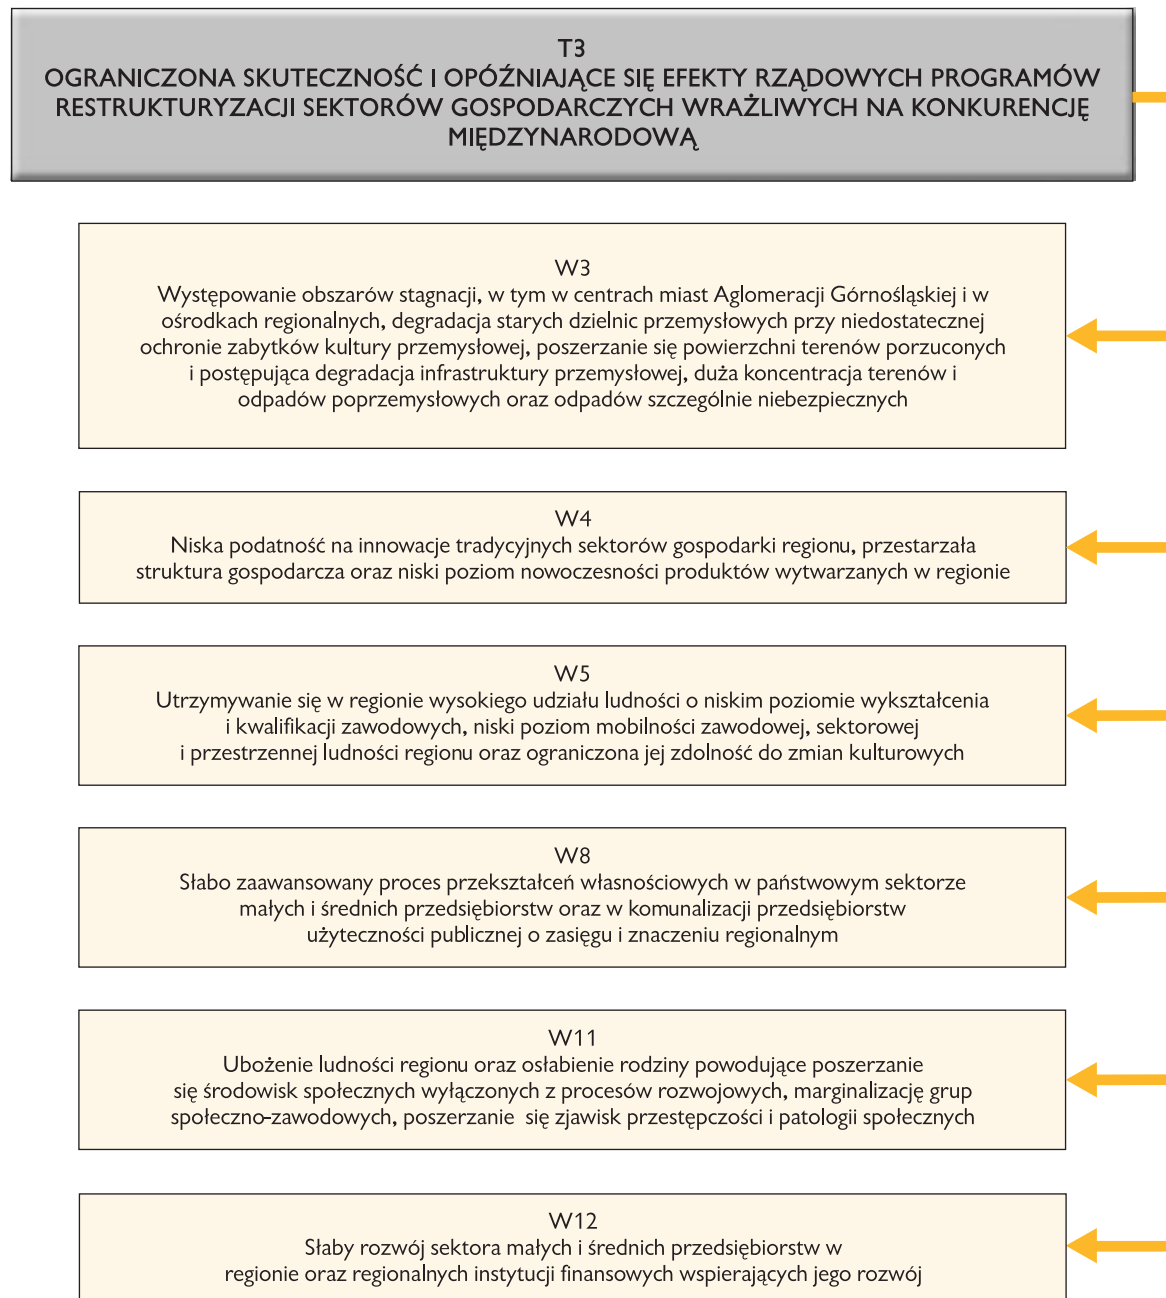 T3
OGRANICZONA SKUTECZNOŚĆ I OPÓŹNIAJĄCE SIĘ EFEKTY RZĄDOWYCH PROGRAMÓW
RESTRUKTURYZACJI SEKTORÓW GOSPODARCZYCH WRAŻLIWYCH NA KONKURENCJĘ
MIĘDZYNARODOWĄ
W3
Występowanie obszarów stagnacji, w tym w centrach miast Aglomeracji Górnośląskiej i w
ośrodkach regionalnych, degradacja starych dzielnic przemysłowych przy niedostatecznej
ochronie zabytków kultury przemysłowej, poszerzanie się powierzchni terenów porzuconych
i postępująca degradacja infrastruktury przemysłowej, duża koncentracja terenów i
odpadów poprzemysłowych oraz odpadów szczególnie niebezpiecznych
W4
Niska podatność na innowacje tradycyjnych sektorów gospodarki regionu, przestarzała
struktura gospodarcza oraz niski poziom nowoczesności produktów wytwarzanych w regionie
W5
Utrzymywanie się w regionie wysokiego udziału ludności o niskim poziomie wykształcenia
i kwalifikacji zawodowych, niski poziom mobilności zawodowej, sektorowej
i przestrzennej ludności regionu oraz ograniczona jej zdolność do zmian kulturowych
W8
Słabo zaawansowany proces przekształceń własnościowych w państwowym sektorze
małych i średnich przedsiębiorstw oraz w komunalizacji przedsiębiorstw
użyteczności publicznej o zasięgu i znaczeniu regionalnym
W11
Ubożenie ludności regionu oraz osłabienie rodziny powodujące poszerzanie
się środowisk społecznych wyłączonych z procesów rozwojowych, marginalizację grup
społeczno-zawodowych, poszerzanie się zjawisk przestępczości i patologii społecznych
W12
Słaby rozwój sektora małych i średnich przedsiębiorstw w
regionie oraz regionalnych instytucji finansowych wspierających jego rozwój